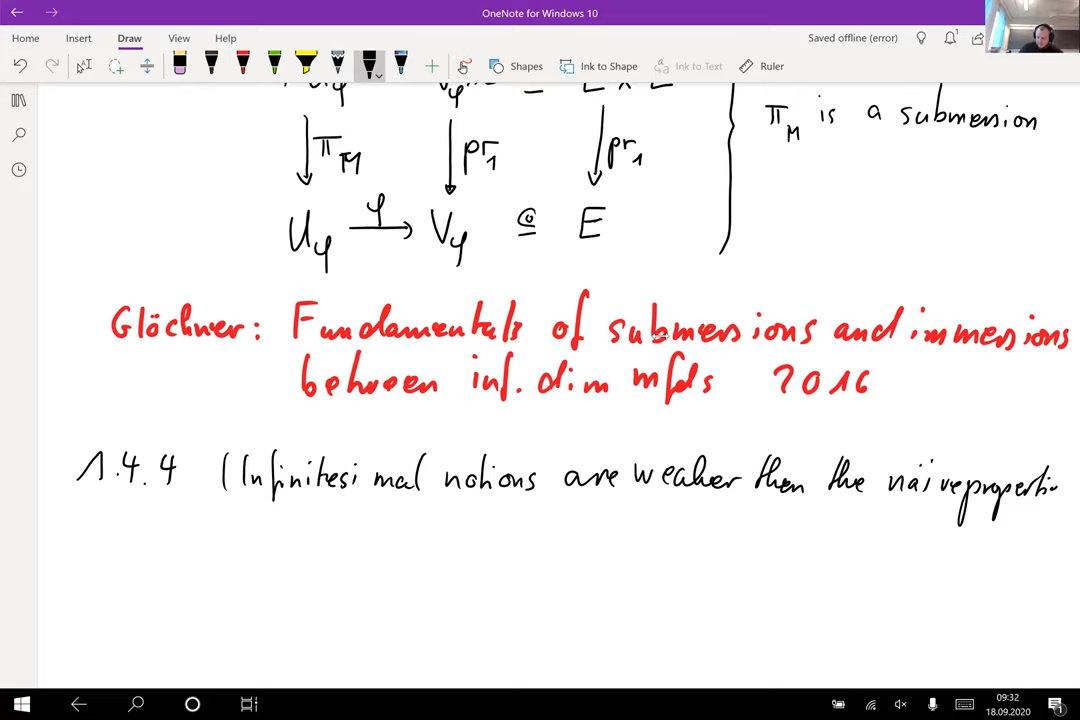 OneNote for Windows 10
Home Insert Draw View Help Saved offline (error)
Shapes Ink to Shape Ink to Text Ruler
π_M is a submersion
π_M pr_1 pr_1
U_φ φ V_φ ⊆ E
Glöckner: Fundamentals of submersions and immersions
between inf. dim mfds 2016
1.4.4 (Infinitesimal notions are weaker then the naive properti
09:32
18.09.2020